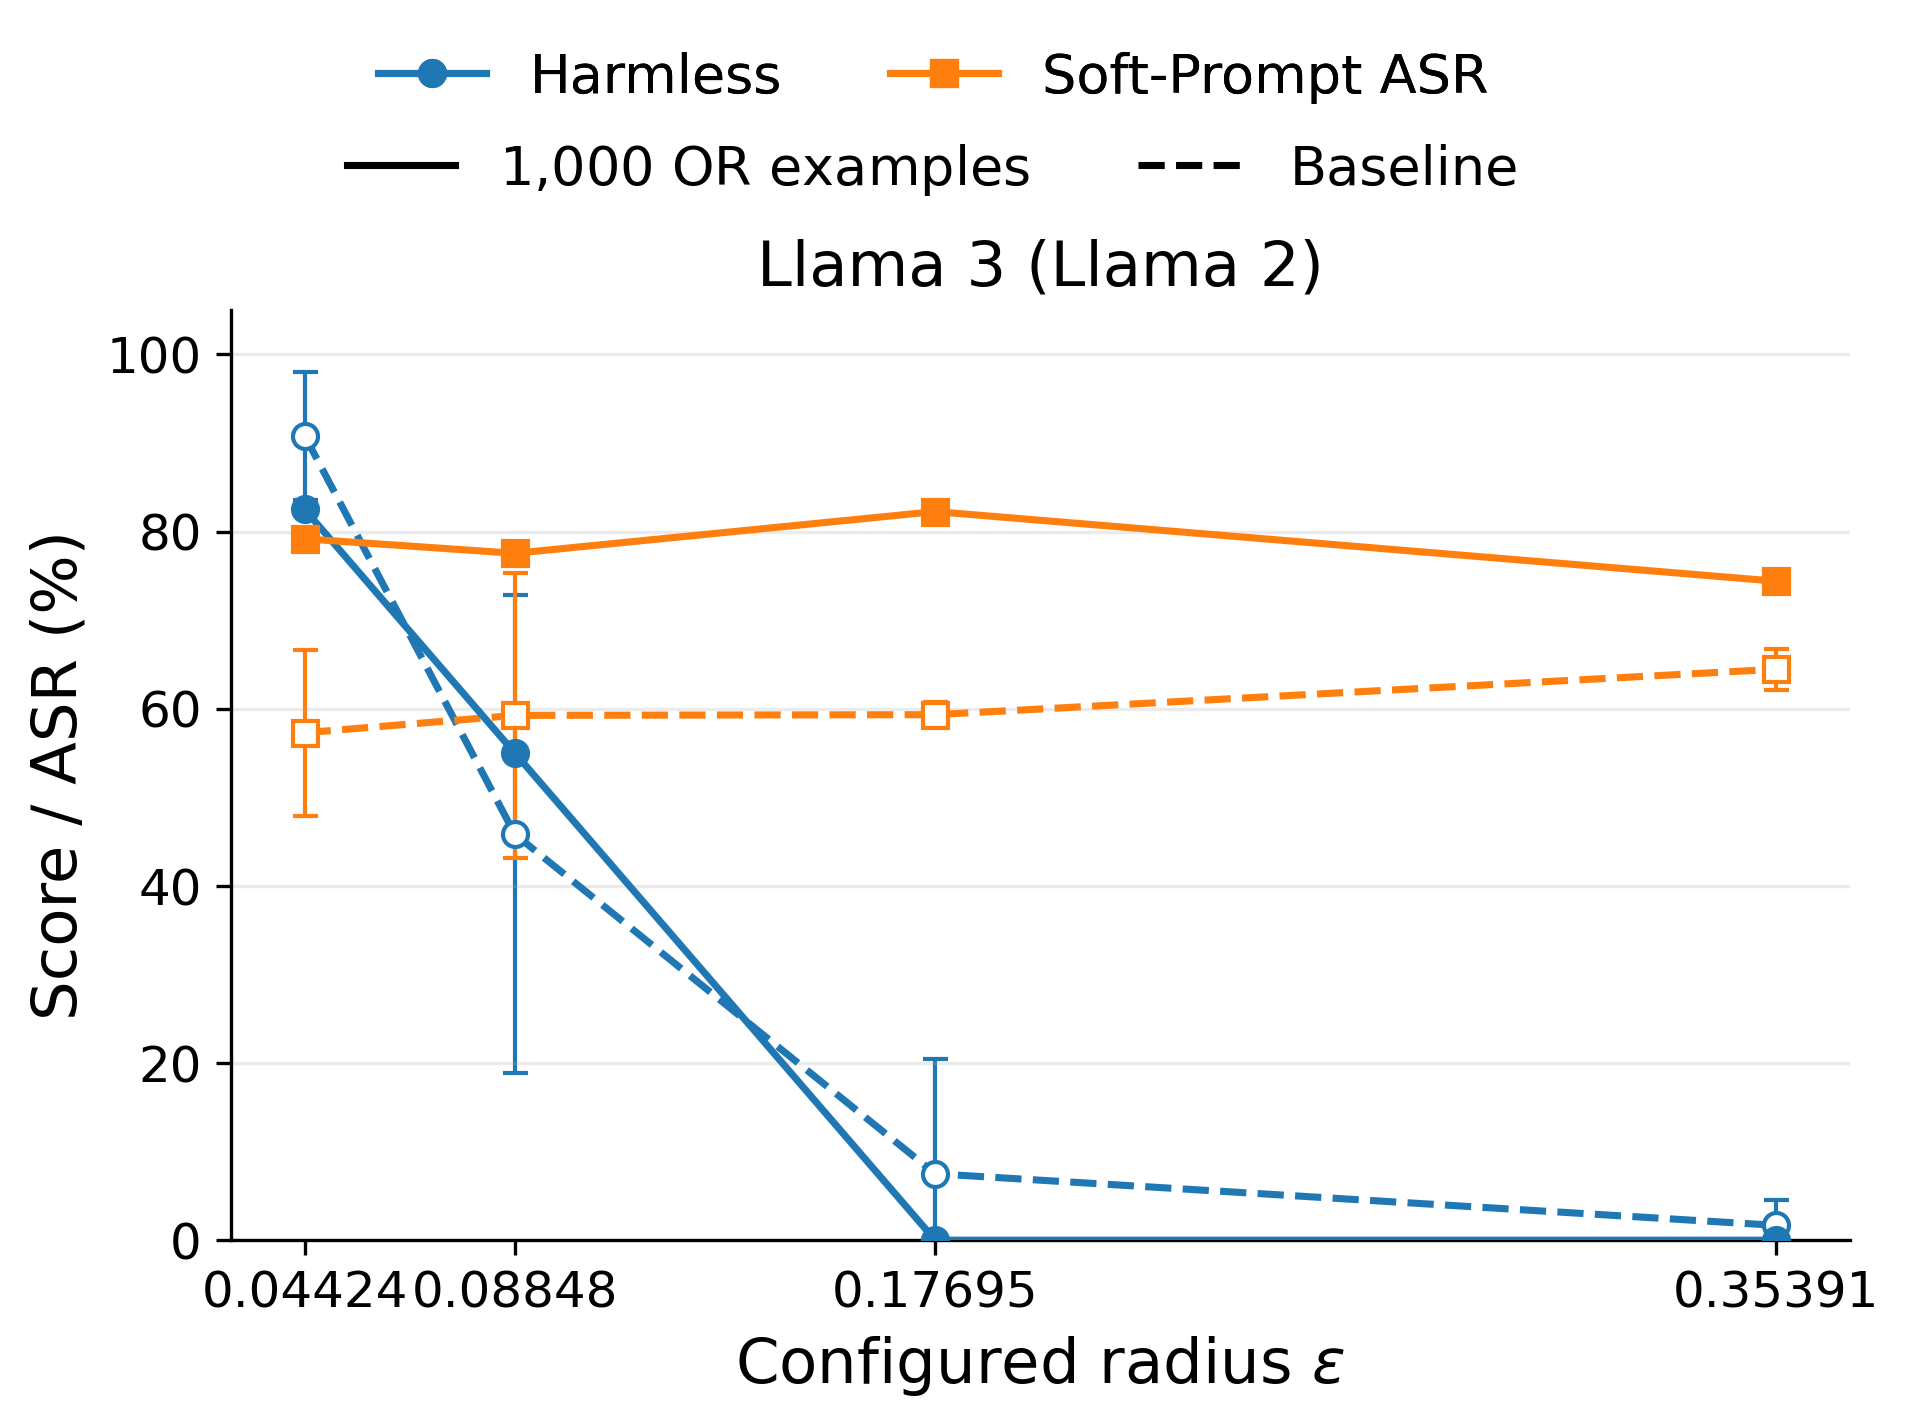 Harmless Soft-Prompt ASR
1,000 OR examples Baseline
Llama 3 (Llama 2)
100
80
60
40
20
0
Score / ASR (%)
0.04424 0.08848 0.17695 0.35391
Configured radius ε